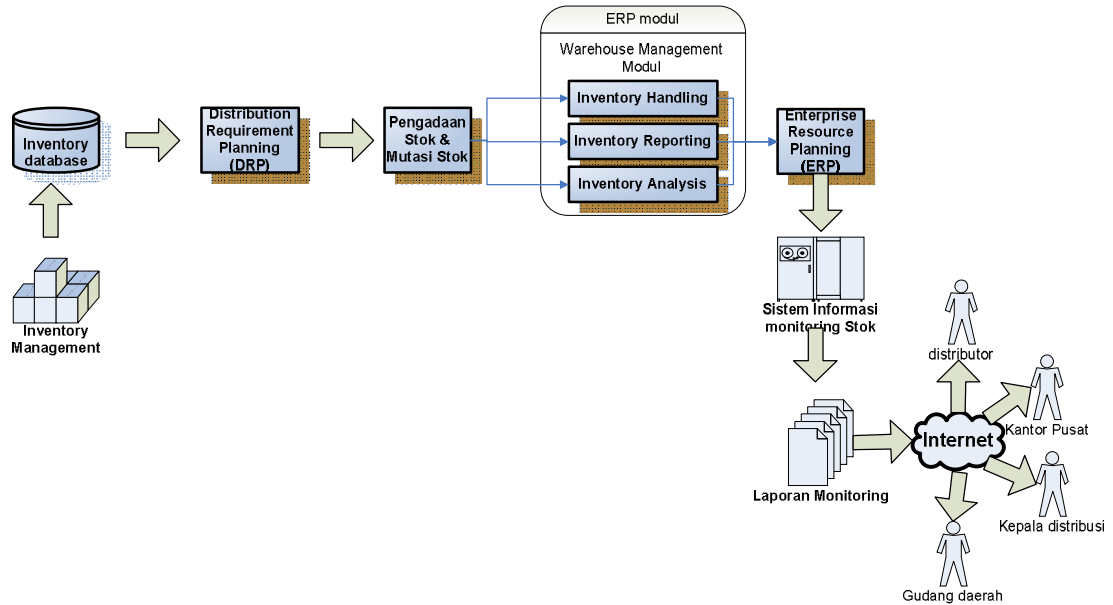 ERP modul
Warehouse Management
Modul
Inventory
database
Distribution
Requirement
Planning
(DRP)
Pengadaan
Stok &
Mutasi Stok
Inventory Handling
Inventory Reporting
Inventory Analysis
Enterprise
Resource
Planning
(ERP)
Inventory
Management
Sistem Informasi
monitoring Stok
Laporan Monitoring
Internet
distributor
Kantor Pusat
Kepala distribusi
Gudang daerah